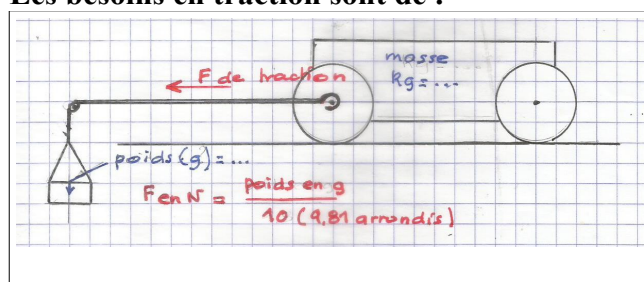 Les besoins en traction sont de :
F de traction
masse
kg = ...
poids (g) = ...
F en N = poids en g
10 (9,81 arrondis)